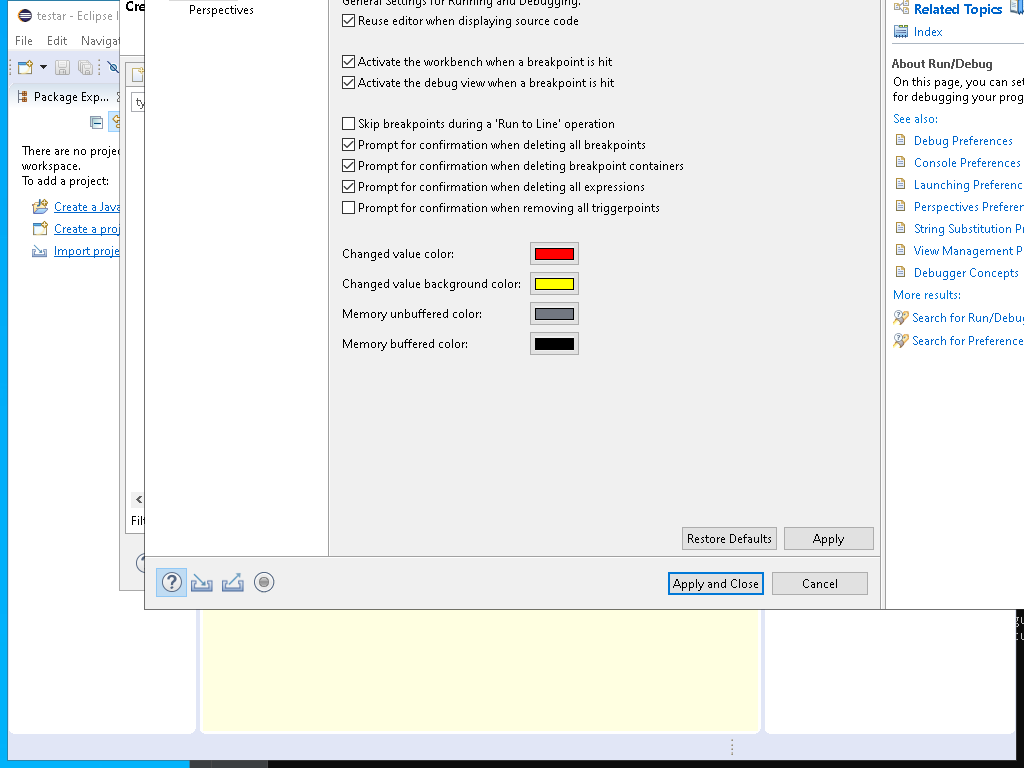 testar - Eclipse I
Cre
File Edit Navigat
Package Exp...
There are no proje
workspace.
To add a project:
Create a Java
Create a proj
Import proje
ty
Filt
Perspectives
General Settings for Running and Debugging.
Reuse editor when displaying source code
Activate the workbench when a breakpoint is hit
Activate the debug view when a breakpoint is hit
Skip breakpoints during a 'Run to Line' operation
Prompt for confirmation when deleting all breakpoints
Prompt for confirmation when deleting breakpoint containers
Prompt for confirmation when deleting all expressions
Prompt for confirmation when removing all triggerpoints
Changed value color:
Changed value background color:
Memory unbuffered color:
Memory buffered color:
Restore Defaults Apply
Apply and Close Cancel
Related Topics
Index
About Run/Debug
On this page, you can set
for debugging your prog
See also:
Debug Preferences
Console Preferences
Launching Preferenc
Perspectives Preferen
String Substitution Pr
View Management P
Debugger Concepts
More results:
Search for Run/Debug
Search for Preference